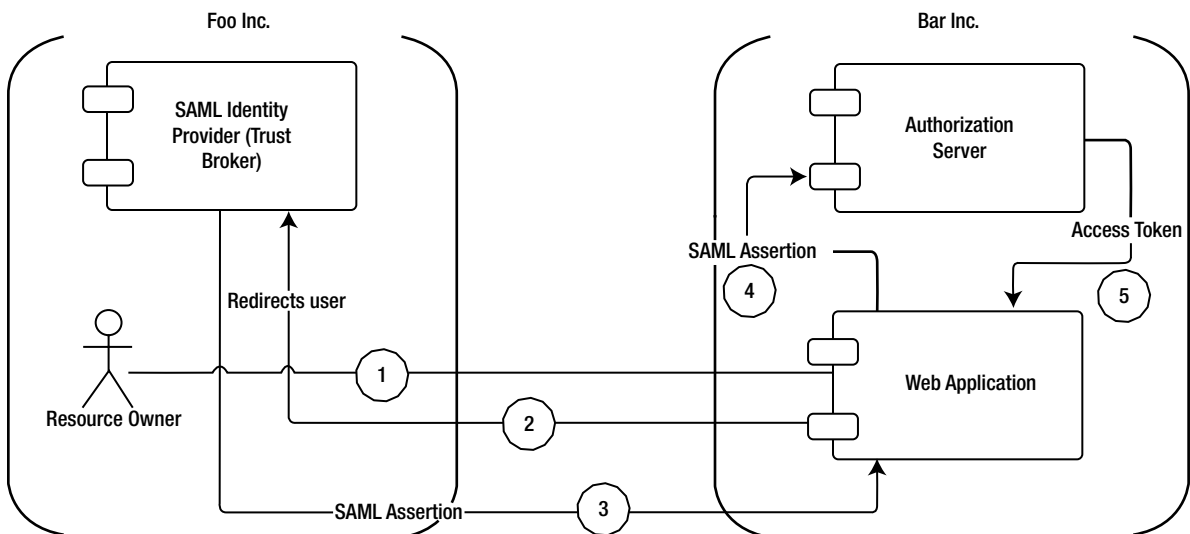 Foo Inc.
Bar Inc.
SAML Identity
Provider (Trust
Broker)
Authorization
Server
SAML Assertion
Access Token
4
5
Redirects user
1
Web Application
Resource Owner
2
SAML Assertion
3